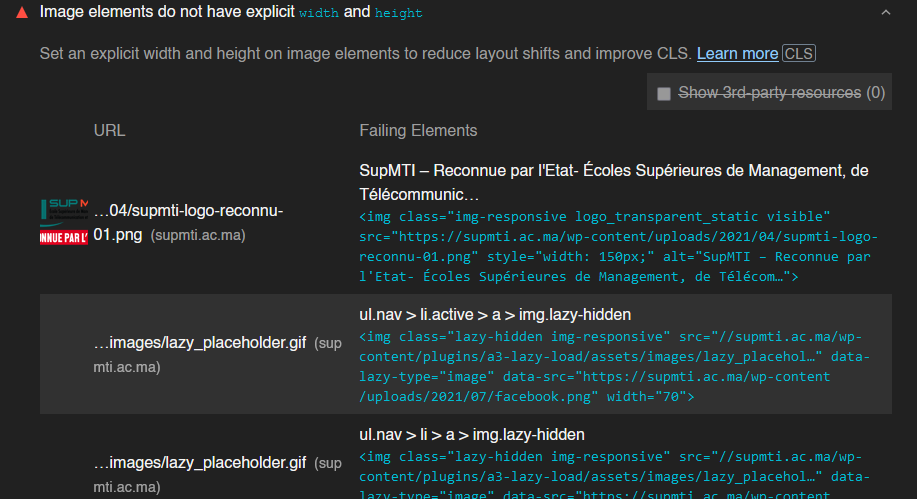 Image elements do not have explicit width and height
Set an explicit width and height on image elements to reduce layout shifts and improve CLS. Learn more CLS
Show 3rd-party resources (0)
URL
Failing Elements
SUP M
NNUE PAR L'
…04/supmti-logo-reconnu-
01.png (supmti.ac.ma)
SupMTI – Reconnue par l'Etat- Écoles Supérieures de Management, de
Télécommunic…
<img class="img-responsive logo_transparent_static visible"
src="https://supmti.ac.ma/wp-content/uploads/2021/04/supmti-logo-
reconnu-01.png" style="width: 150px;" alt="SupMTI – Reconnue par
l'Etat- Écoles Supérieures de Management, de Télécom…">
…images/lazy_placeholder.gif (sup
mti.ac.ma)
ul.nav > li.active > a > img.lazy-hidden
<img class="lazy-hidden img-responsive" src="//supmti.ac.ma/wp-
content/plugins/a3-lazy-load/assets/images/lazy_placehol…" data-
lazy-type="image" data-src="https://supmti.ac.ma/wp-content
/uploads/2021/07/facebook.png" width="70">
…images/lazy_placeholder.gif (sup
mti.ac.ma)
ul.nav > li > a > img.lazy-hidden
<img class="lazy-hidden img-responsive" src="//supmti.ac.ma/wp-
content/plugins/a3-lazy-load/assets/images/lazy_placehol…" data-
lazy-type="image" data-src="https://supmti.ac.ma/wp-content